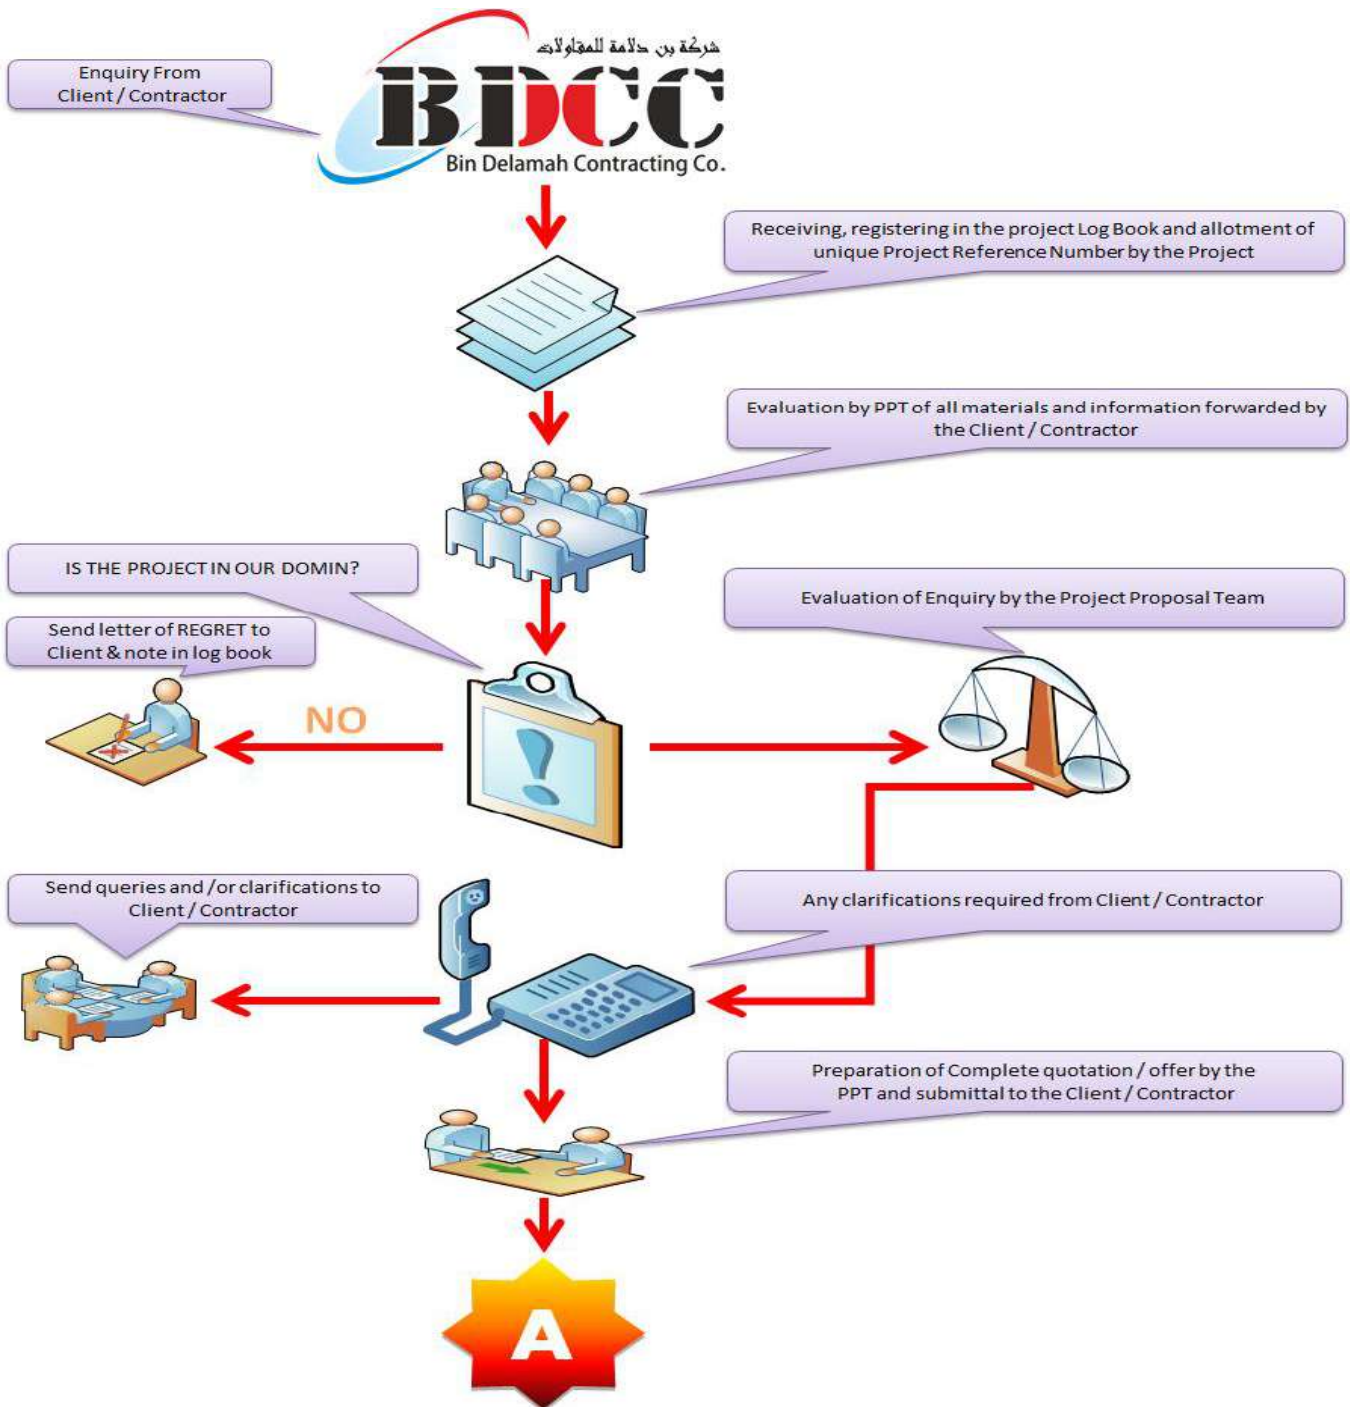 شركة بن دلامة للمقاولات
Enquiry From
Client / Contractor
BDCC
Bin Delamah Contracting Co.
Receiving, registering in the project Log Book and allotment of
unique Project Reference Number by the Project
Evaluation by PPT of all materials and information forwarded by
the Client / Contractor
IS THE PROJECT IN OUR DOMIN?
Evaluation of Enquiry by the Project Proposal Team
Send letter of REGRET to
Client & note in log book
NO
Send queries and /or clarifications to
Client / Contractor
Any clarifications required from Client / Contractor
Preparation of Complete quotation / offer by the
PPT and submittal to the Client / Contractor
A